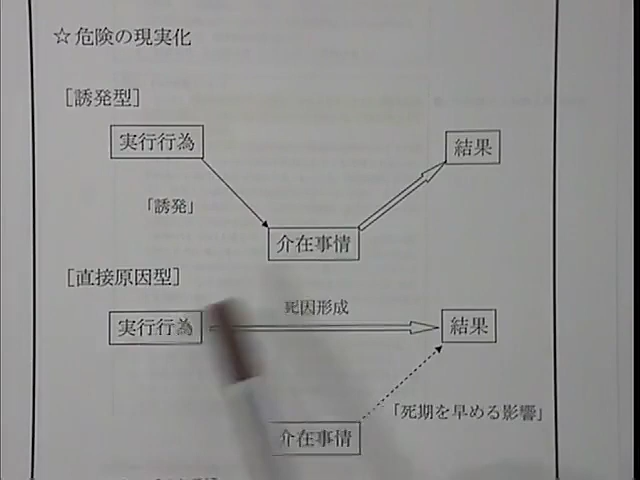 ☆危険の現実化
［誘発型］
実行行為
結果
「誘発」
介在事情
［直接原因型］
死因形成
実行行為
結果
「死期を早める影響」
介在事情